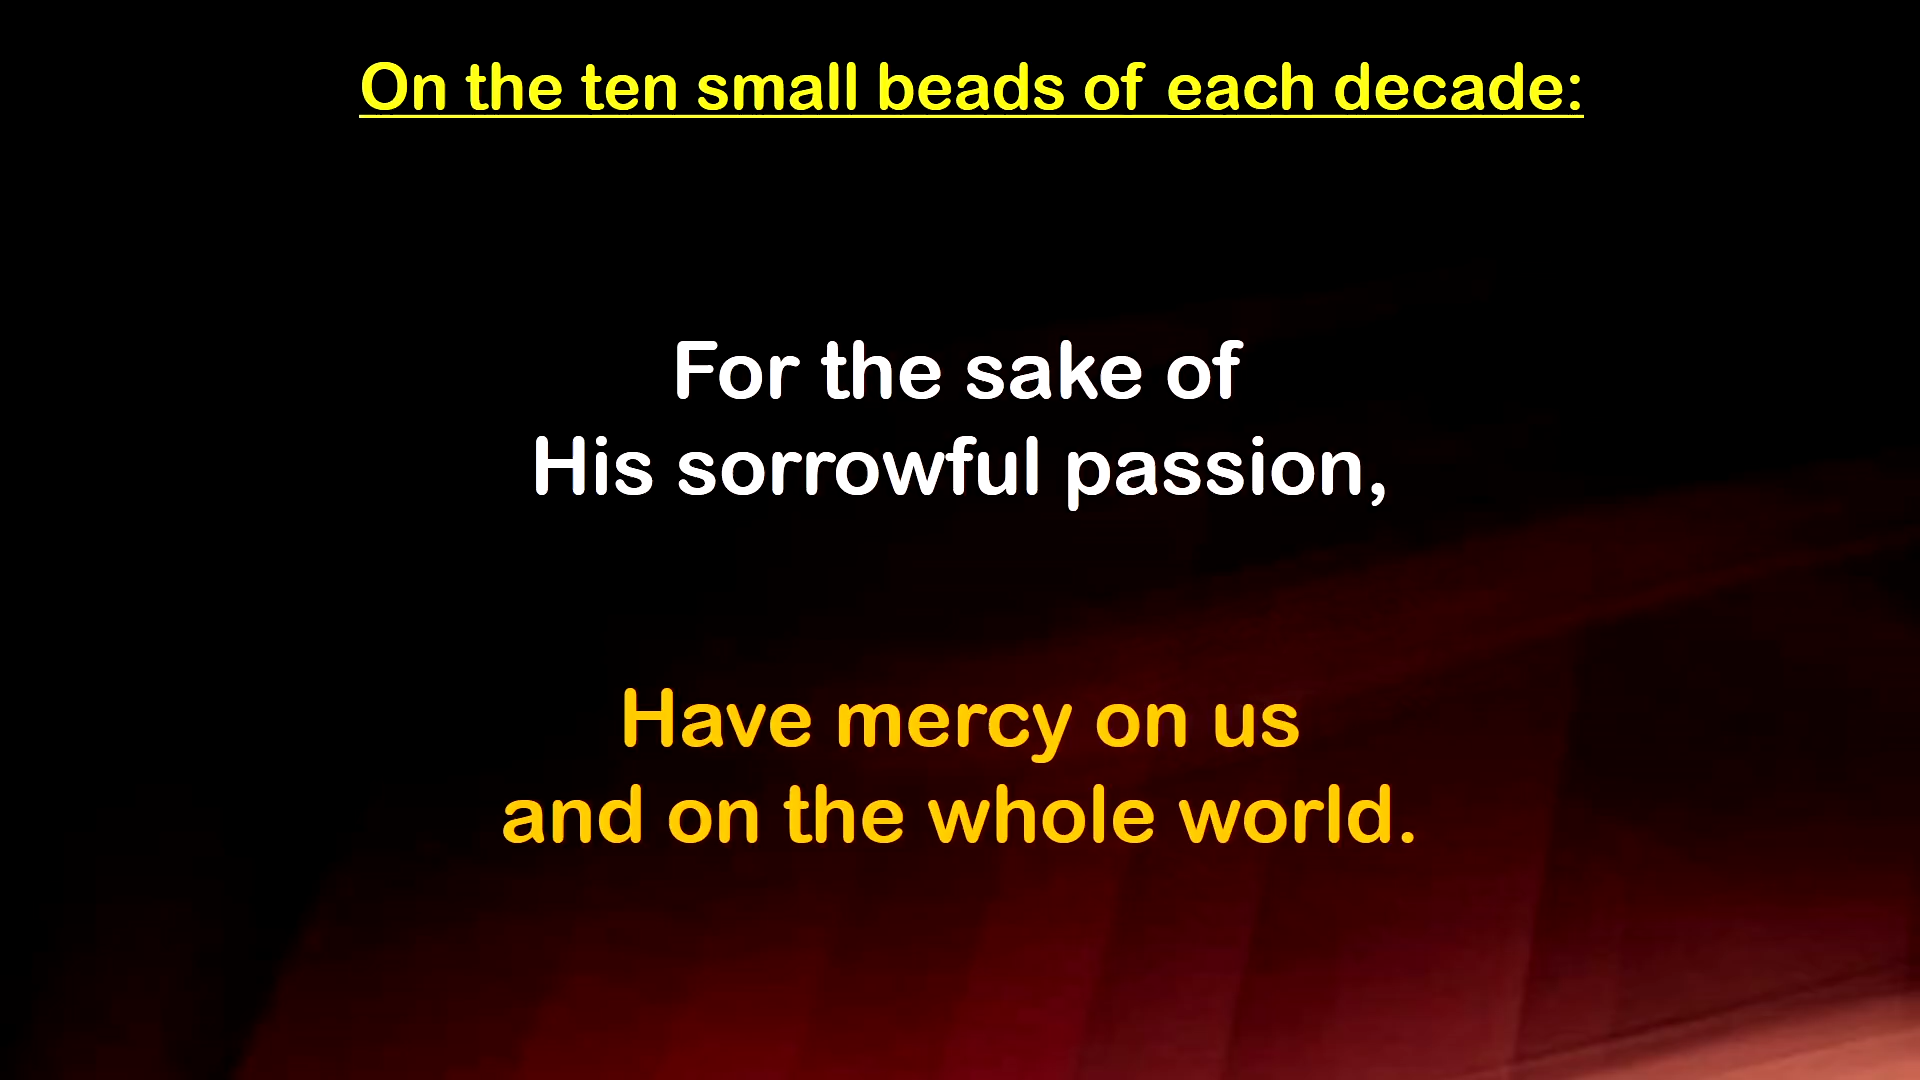 On the ten small beads of each decade:
For the sake of
His sorrowful passion,
Have mercy on us
and on the whole world.